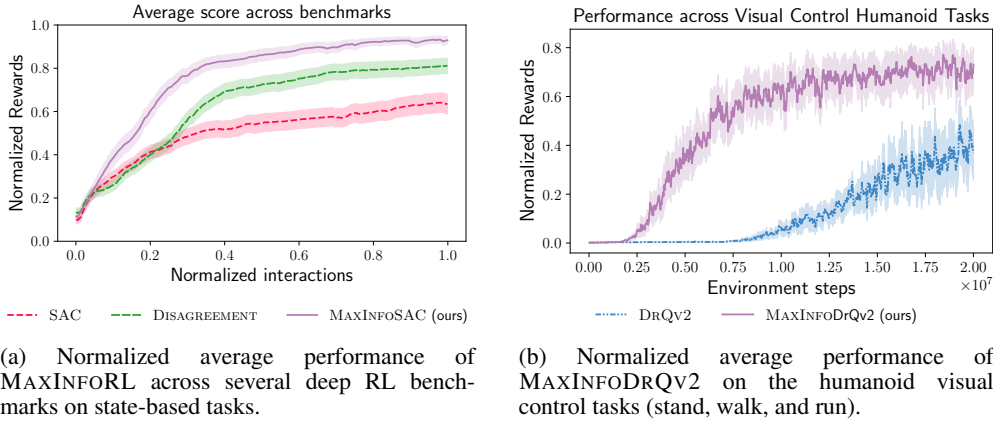 Average score across benchmarks
Normalized Rewards
1.0
0.8
0.6
0.4
0.2
0.0
0.0 0.2 0.4 0.6 0.8 1.0
Normalized interactions
SAC DISAGREEMENT MAXINFOSAC (ours)
(a) Normalized average performance of
MAXINFORL across several deep RL bench-
marks on state-based tasks.
Performance across Visual Control Humanoid Tasks
Normalized Rewards
0.8
0.6
0.4
0.2
0.0
0.00 0.25 0.50 0.75 1.00 1.25 1.50 1.75 2.00
×10⁷
Environment steps
DRQV2 MAXINFODrQv2 (ours)
(b) Normalized average performance of
MAXINFODRQV2 on the humanoid visual
control tasks (stand, walk, and run).